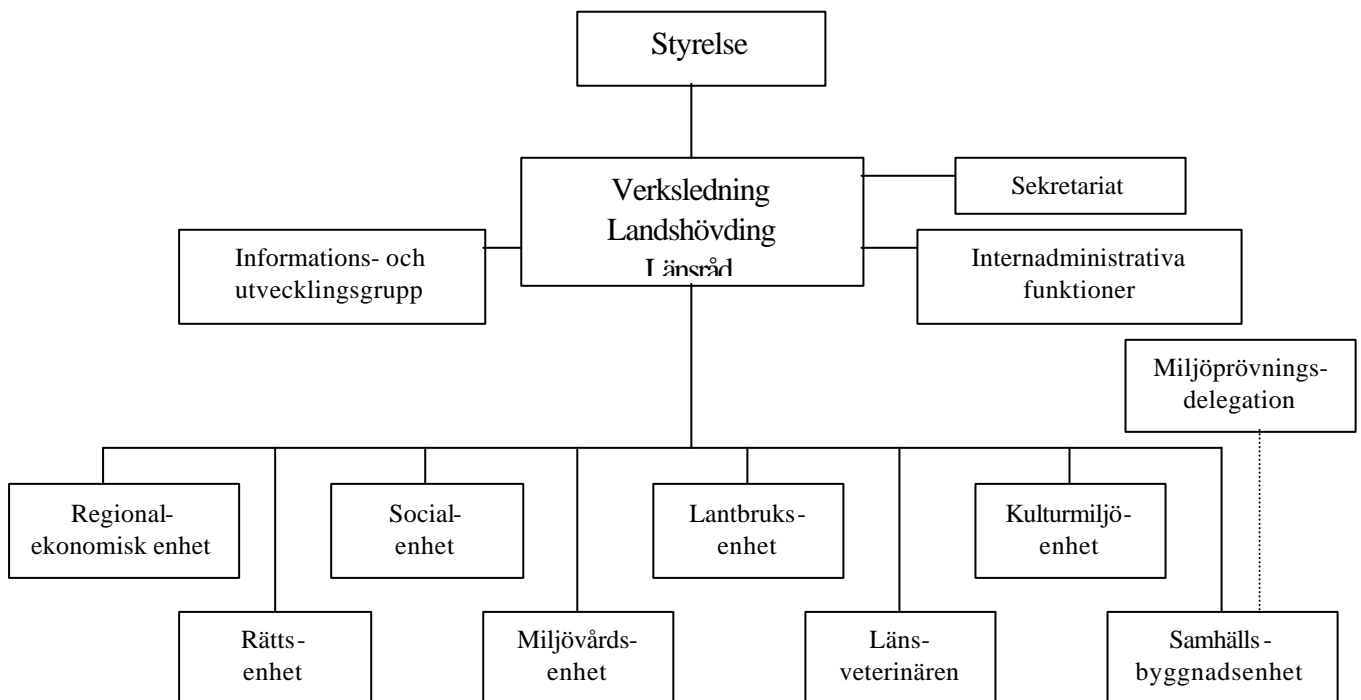 Styrelse
Verksledning
Landshövding
Länsråd
Sekretariat
Informations- och
utvecklingsgrupp
Internadministrativa
funktioner
Miljöprövnings-
delegation
Regional-
ekonomisk enhet
Social-
enhet
Lantbruks-
enhet
Kulturmiljö-
enhet
Rätts-
enhet
Miljövårds-
enhet
Läns-
veterinären
Samhälls-
byggnadsenhet